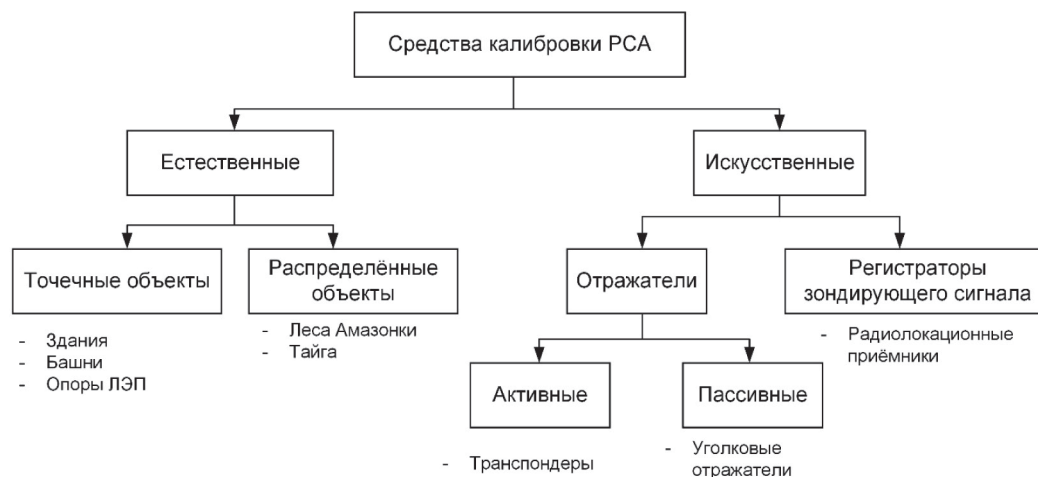 Средства калибровки РСА
Естественные
Искусственные
Точечные объекты
Распределённые
объекты
Отражатели
Регистраторы
зондирующего сигнала
- Здания
- Башни
- Опоры ЛЭП
- Леса Амазонки
- Тайга
- Радиолокационные
приёмники
Активные
Пассивные
- Транспондеры
- Уголковые
отражатели